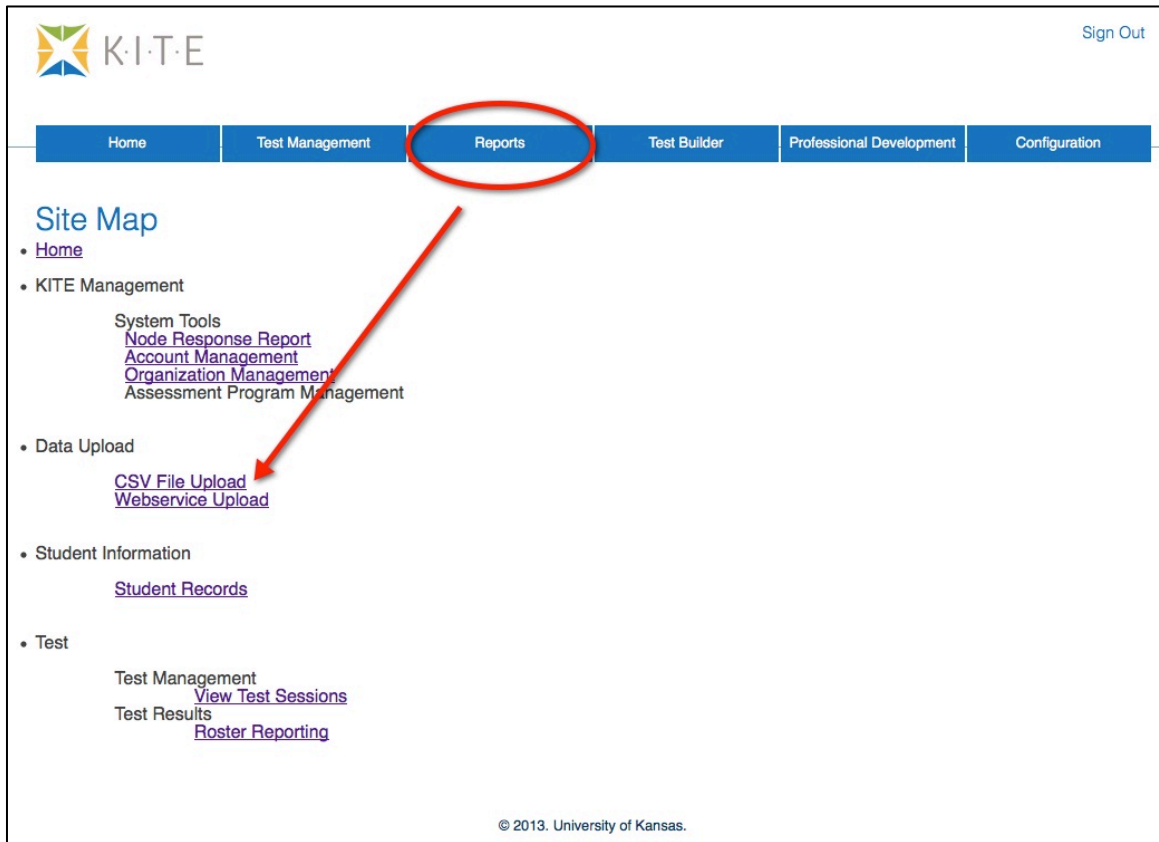 K·I·T·E
Sign Out
Home
Test Management
Reports
Test Builder
Professional Development
Configuration
Site Map
• Home
• KITE Management
System Tools
Node Response Report
Account Management
Organization Management
Assessment Program Management
• Data Upload
CSV File Upload
Webservice Upload
• Student Information
Student Records
• Test
Test Management
View Test Sessions
Test Results
Roster Reporting
© 2013. University of Kansas.